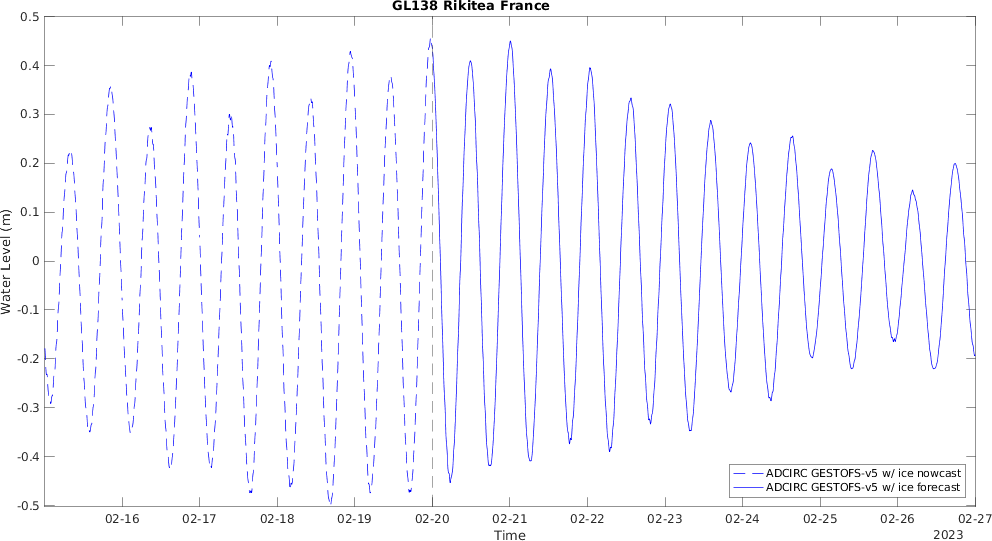 GL138 Rikitea France
0.5
0.4
0.3
0.2
0.1
0
-0.1
-0.2
-0.3
-0.4
-0.5
Water Level (m)
ADCIRC GESTOFS-v5 w/ ice nowcast
ADCIRC GESTOFS-v5 w/ ice forecast
02-16 02-17 02-18 02-19 02-20 02-21 02-22 02-23 02-24 02-25 02-26 02-27
Time
2023